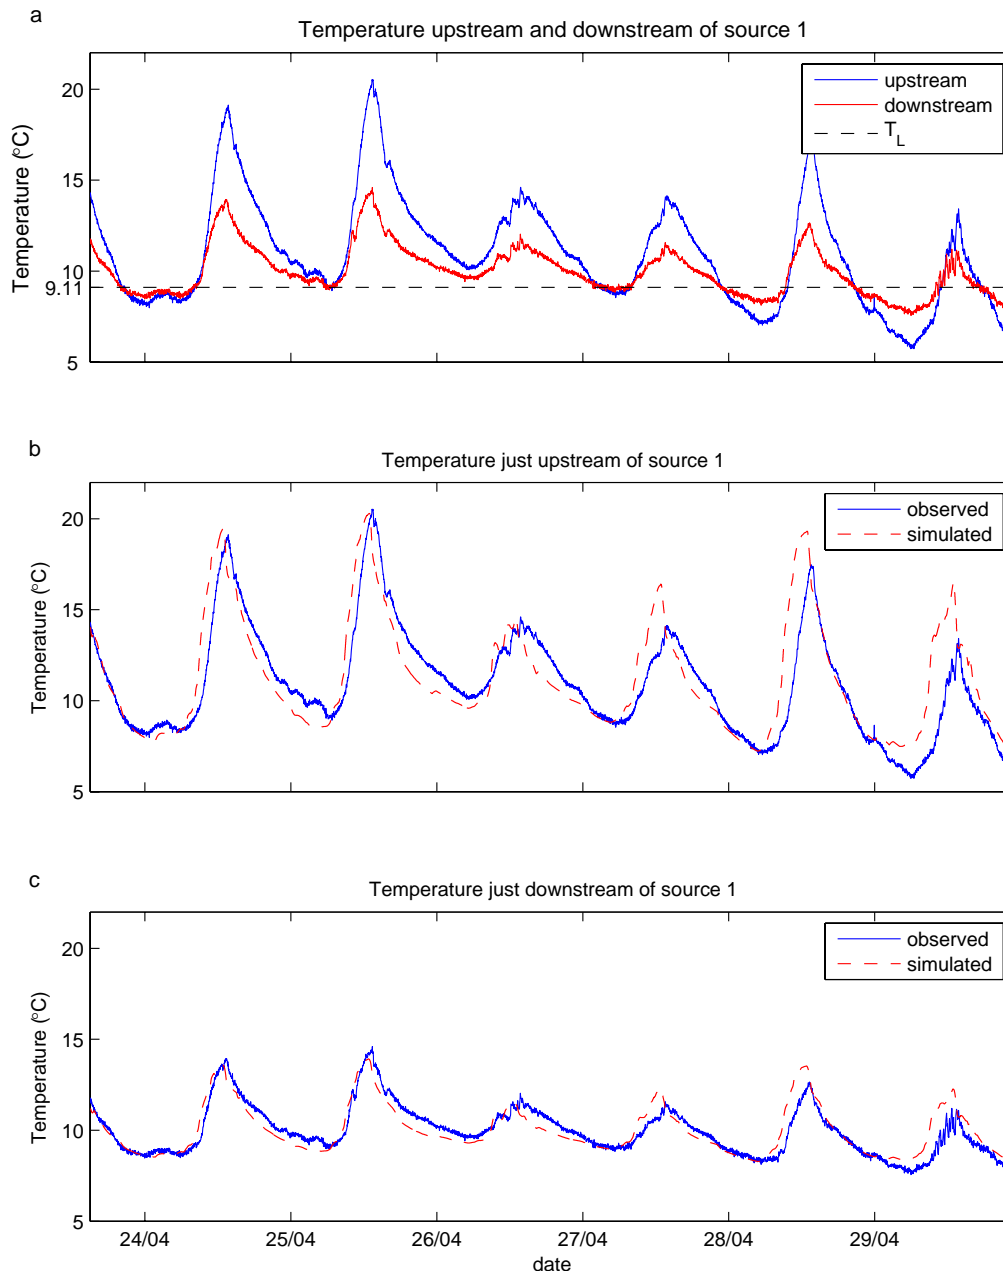 a
Temperature upstream and downstream of source 1
20
15
10
9.11
5
Temperature (°C)
upstream
downstream
T_L
b
Temperature just upstream of source 1
20
15
10
5
Temperature (°C)
observed
simulated
c
Temperature just downstream of source 1
20
15
10
5
Temperature (°C)
observed
simulated
24/04 25/04 26/04 27/04 28/04 29/04
date